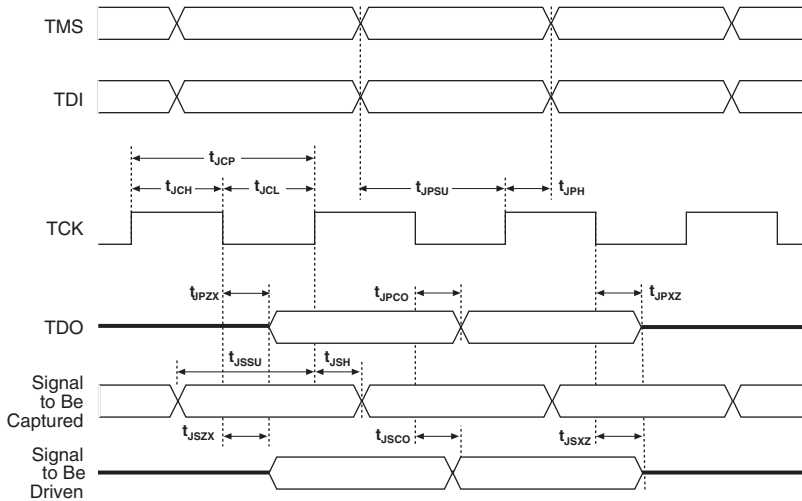 TMS
TDI
tJCP
tJCH
tJCL
tJPSU
tJPH
TCK
tJPZX
tJPCO
tJPXZ
TDO
tJSSU
tJSH
Signal
to Be
Captured
tJSZX
tJSCO
tJSXZ
Signal
to Be
Driven